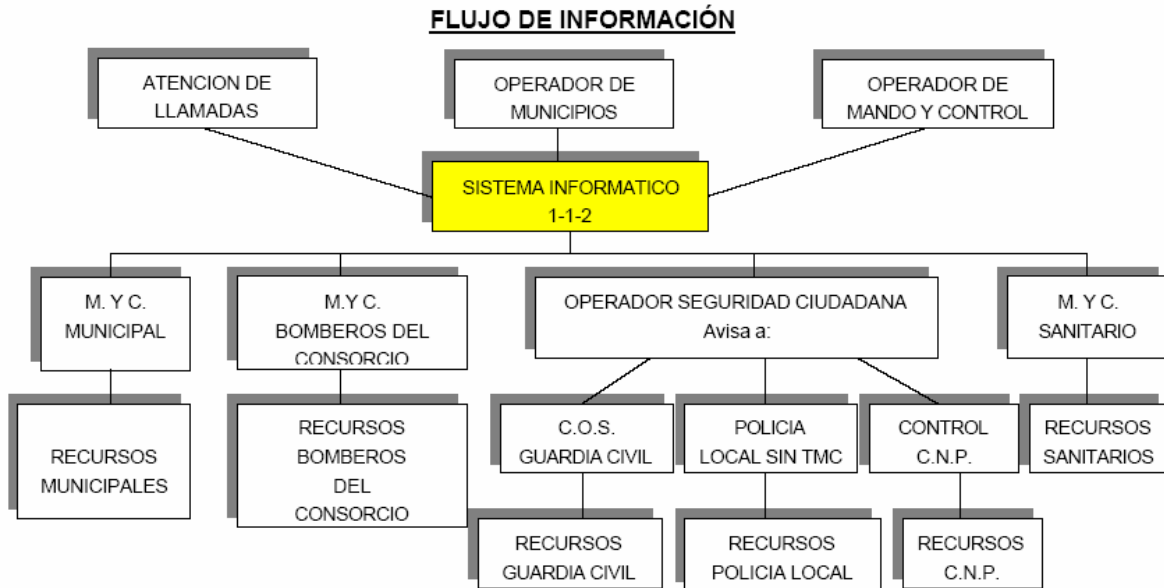 FLUJO DE INFORMACIÓN
ATENCION DE
LLAMADAS
OPERADOR DE
MUNICIPIOS
OPERADOR DE
MANDO Y CONTROL
SISTEMA INFORMATICO
1-1-2
M. Y C.
MUNICIPAL
M.Y C.
BOMBEROS DEL
CONSORCIO
OPERADOR SEGURIDAD CIUDADANA
Avisa a:
M. Y C.
SANITARIO
RECURSOS
MUNICIPALES
RECURSOS
BOMBEROS
DEL
CONSORCIO
C.O.S.
GUARDIA CIVIL
POLICIA
LOCAL SIN TMC
CONTROL
C.N.P.
RECURSOS
SANITARIOS
RECURSOS
GUARDIA CIVIL
RECURSOS
POLICIA LOCAL
RECURSOS
C.N.P.